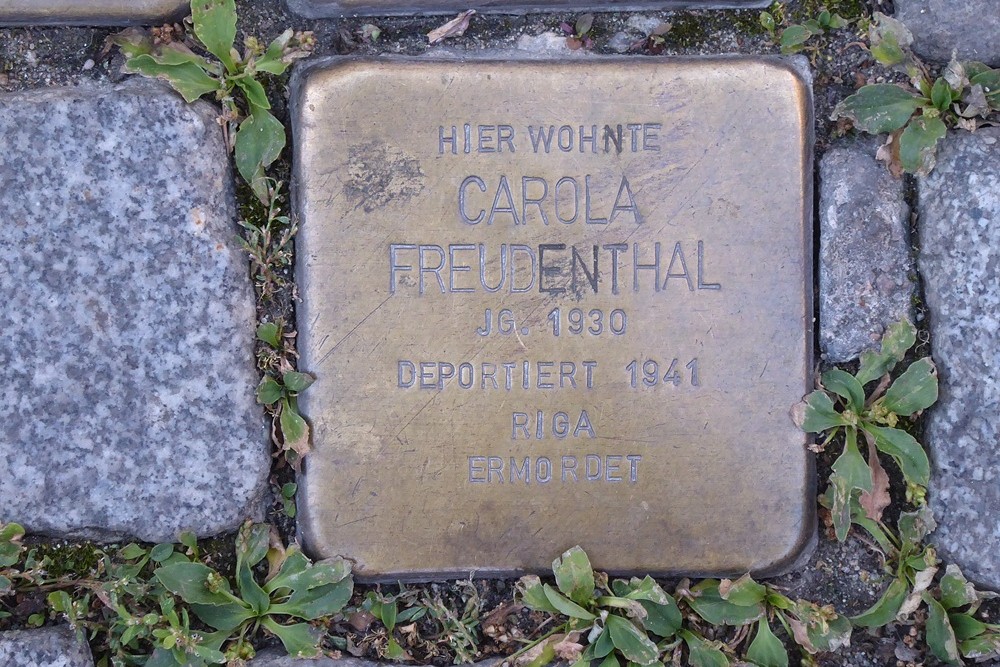 HIER WOHNTE
CAROLA
FREUDENTHAL
JG. 1930
DEPORTIERT 1941
RIGA
ERMORDET